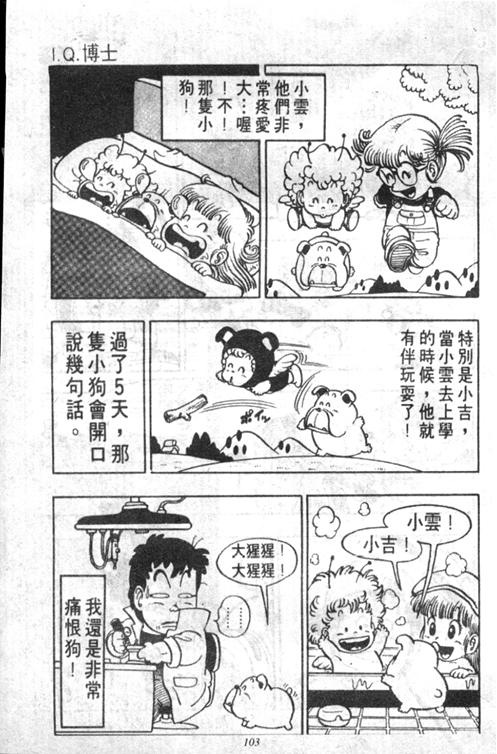 I.Q.博士
小雲，
他們非
常疼愛
大…喔
！不！
那隻小
狗！
特別是小吉，
當小雲去上學
的時候，他就
有伴玩耍了！
ポイッ
過了5天，那
隻小狗會開口
說幾句話。
小雲！
小吉！
大猩猩！
大猩猩！
……
我還是非常
痛恨狗！
103